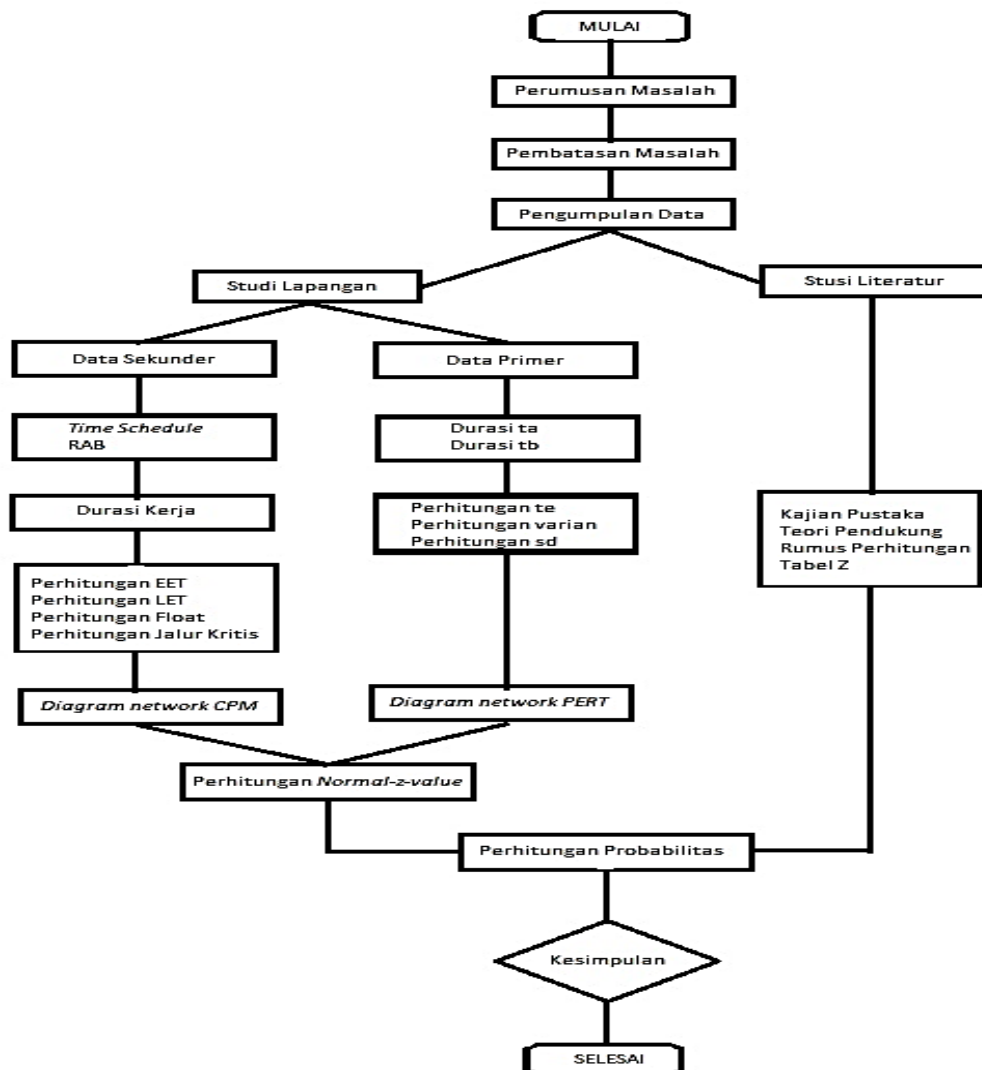 MULAI
Perumusan Masalah
Pembatasan Masalah
Pengumpulan Data
Studi Lapangan
Stusi Literatur
Data Sekunder
Data Primer
Time Schedule
RAB
Durasi ta
Durasi tb
Durasi Kerja
Perhitungan te
Perhitungan varian
Perhitungan sd
Kajian Pustaka
Teori Pendukung
Rumus Perhitungan
Tabel Z
Perhitungan EET
Perhitungan LET
Perhitungan Float
Perhitungan Jalur Kritis
Diagram network CPM
Diagram network PERT
Perhitungan Normal-z-value
Perhitungan Probabilitas
Kesimpulan
SELESAI